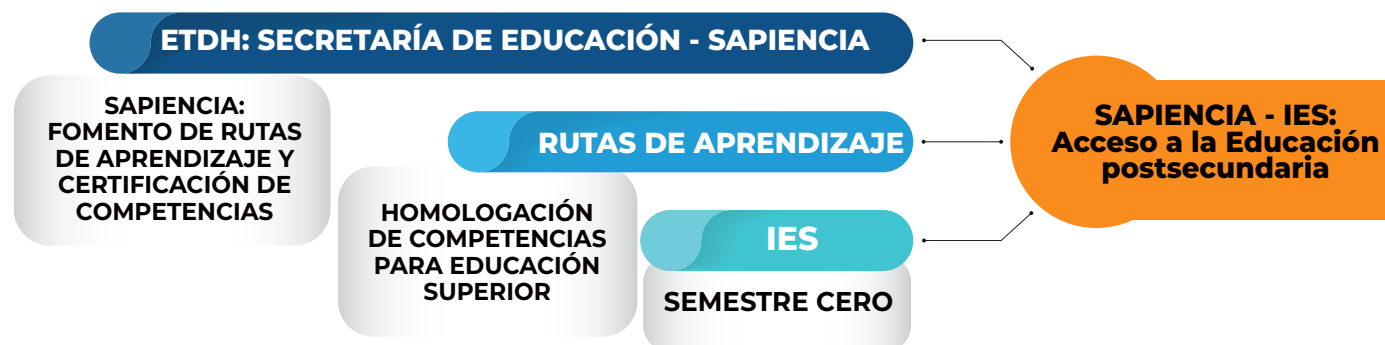 ETDH: SECRETARÍA DE EDUCACIÓN - SAPIENCIA
SAPIENCIA:
FOMENTO DE RUTAS
DE APRENDIZAJE Y
CERTIFICACIÓN DE
COMPETENCIAS
RUTAS DE APRENDIZAJE
HOMOLOGACIÓN
DE COMPETENCIAS
PARA EDUCACIÓN
SUPERIOR
IES
SEMESTRE CERO
SAPIENCIA - IES:
Acceso a la Educación
postsecundaria